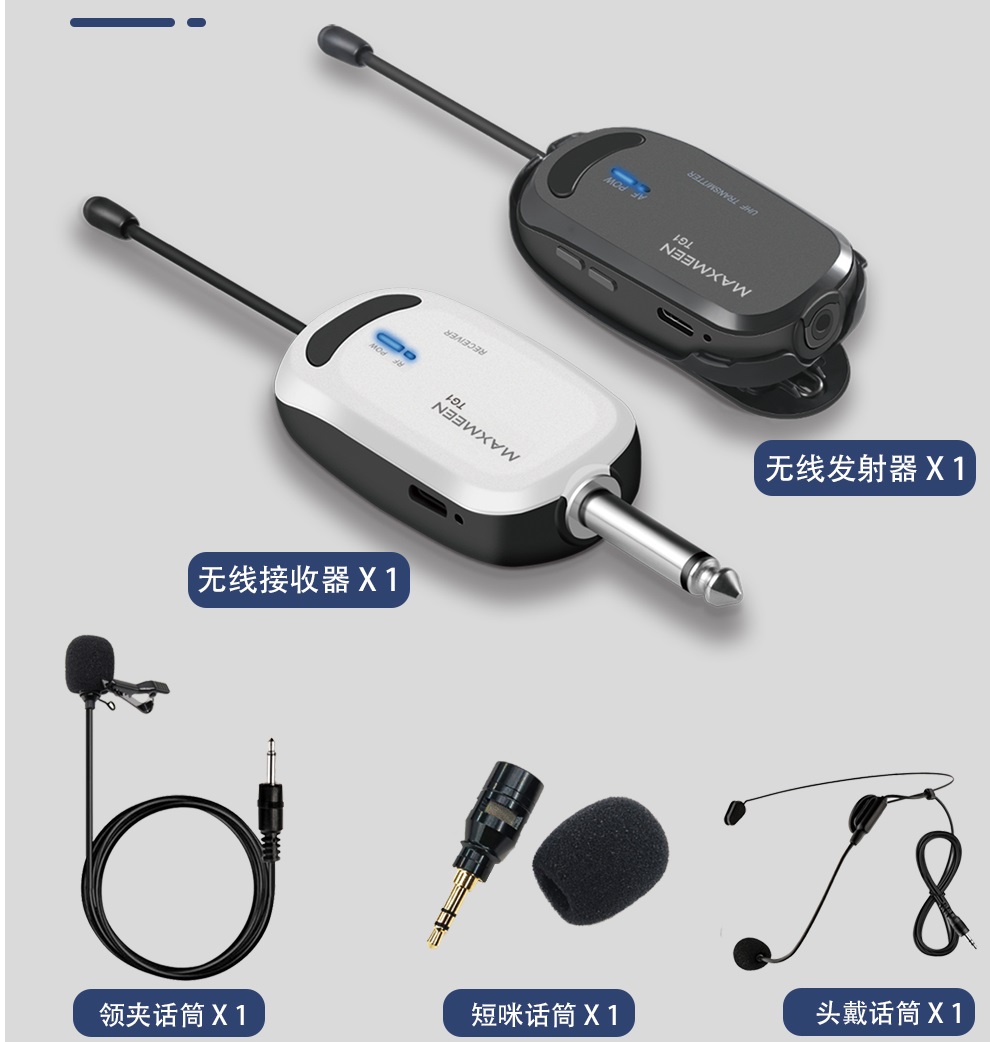 AF POW
UHF TRANSMITTER
MAXMEEN
TG1
RF POW
RECEIVER
MAXMEEN
TG1
无线发射器 X 1
无线接收器 X 1
领夹话筒 X 1
短咪话筒 X 1
头戴话筒 X 1